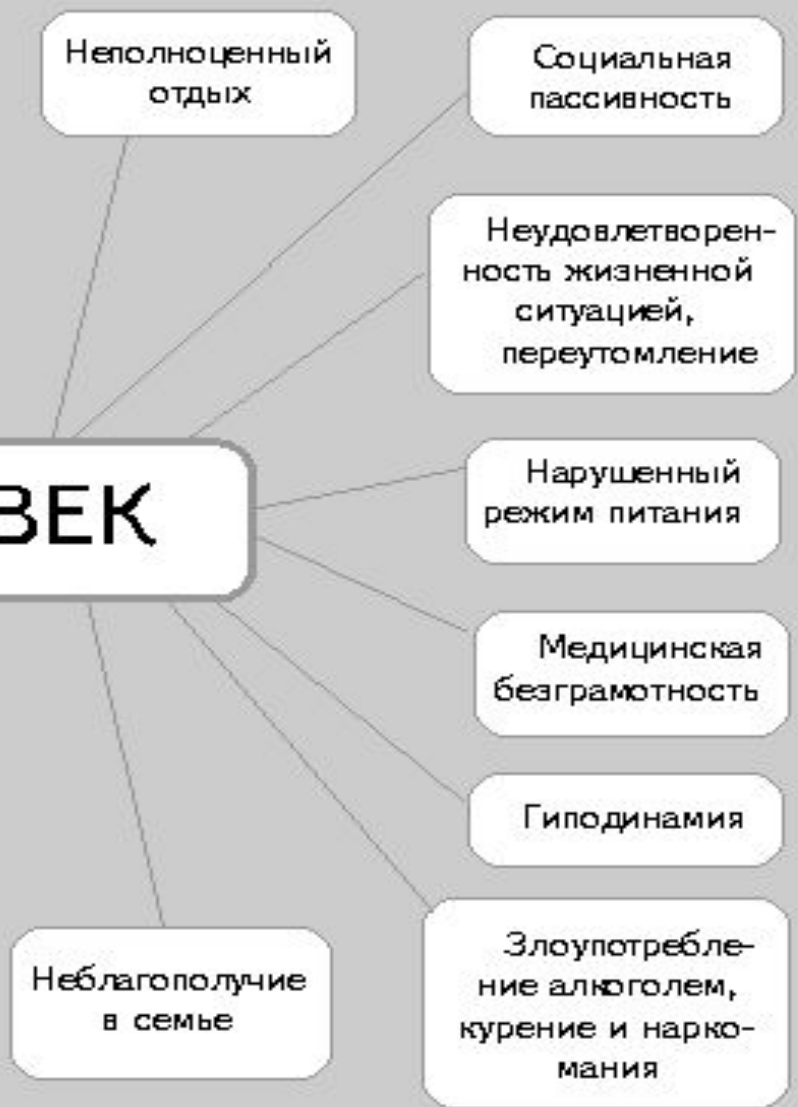 Неполноценный
отдых
Социальная
пассивность
Неудовлетворен-
ность жизненной
ситуацией,
переутомление
ВЕК
Нарушенный
режим питания
Медицинская
безграмотность
Гиподинамия
Неблагополучие
в семье
Злоупотребле-
ние алкоголем,
курение и нарко-
мания